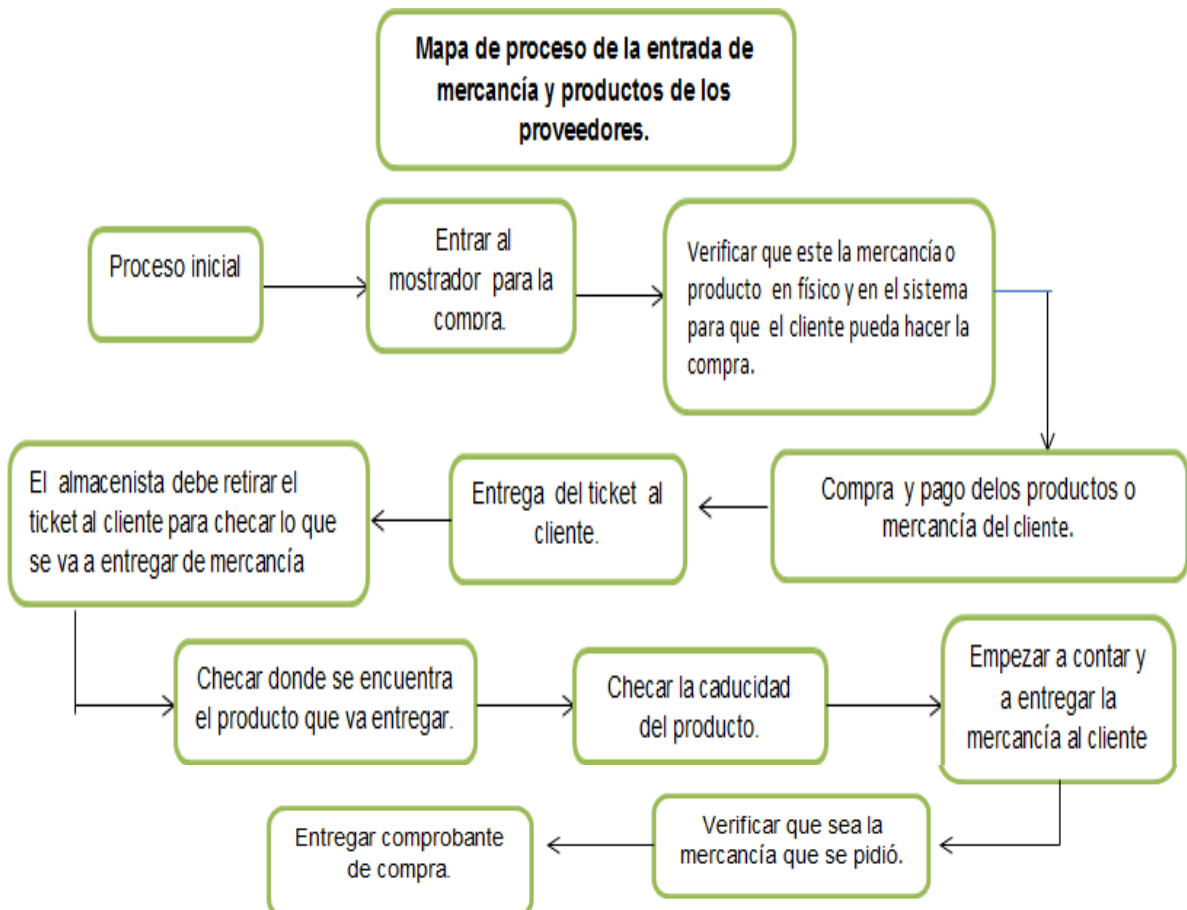 Mapa de proceso de la entrada de
mercancía y productos de los
proveedores.
Proceso inicial
Entrar al
mostrador para la
compra.
Verificar que este la mercancía o
producto en físico y en el sistema
para que el cliente pueda hacer la
compra.
Compra y pago delos productos o
mercancía del cliente.
Entrega del ticket al
cliente.
El almacenista debe retirar el
ticket al cliente para checar lo que
se va a entregar de mercancía
Checar donde se encuentra
el producto que va entregar.
Checar la caducidad
del producto.
Empezar a contar y
a entregar la
mercancía al cliente
Verificar que sea la
mercancía que se pidió.
Entregar comprobante
de compra.